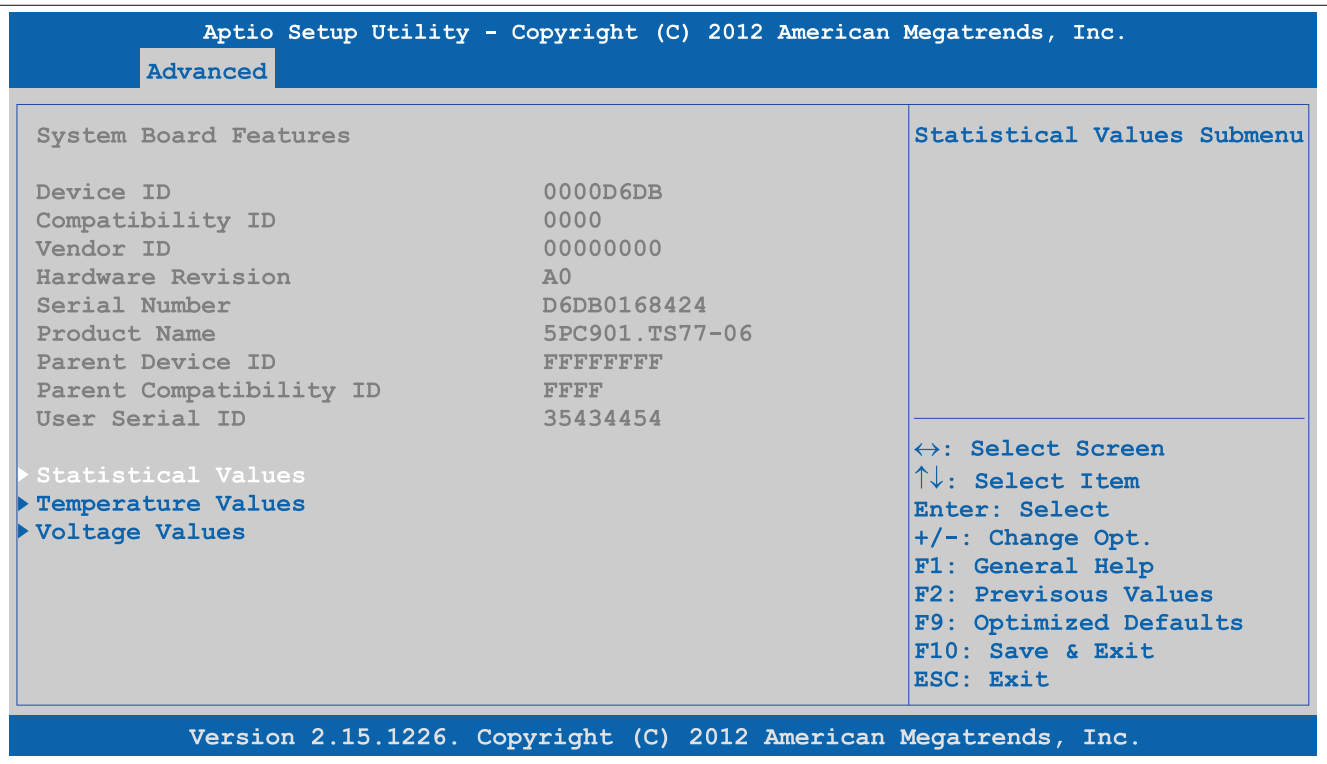 Aptio Setup Utility - Copyright (C) 2012 American Megatrends, Inc.
Advanced
System Board Features
Device ID 0000D6DB
Compatibility ID 0000
Vendor ID 00000000
Hardware Revision A0
Serial Number D6DB0168424
Product Name 5PC901.TS77-06
Parent Device ID FFFFFFFF
Parent Compatibility ID FFFF
User Serial ID 35434454
Statistical Values
Temperature Values
Voltage Values
Statistical Values Submenu
↔: Select Screen
↑↓: Select Item
Enter: Select
+/-: Change Opt.
F1: General Help
F2: Previsous Values
F9: Optimized Defaults
F10: Save & Exit
ESC: Exit
Version 2.15.1226. Copyright (C) 2012 American Megatrends, Inc.